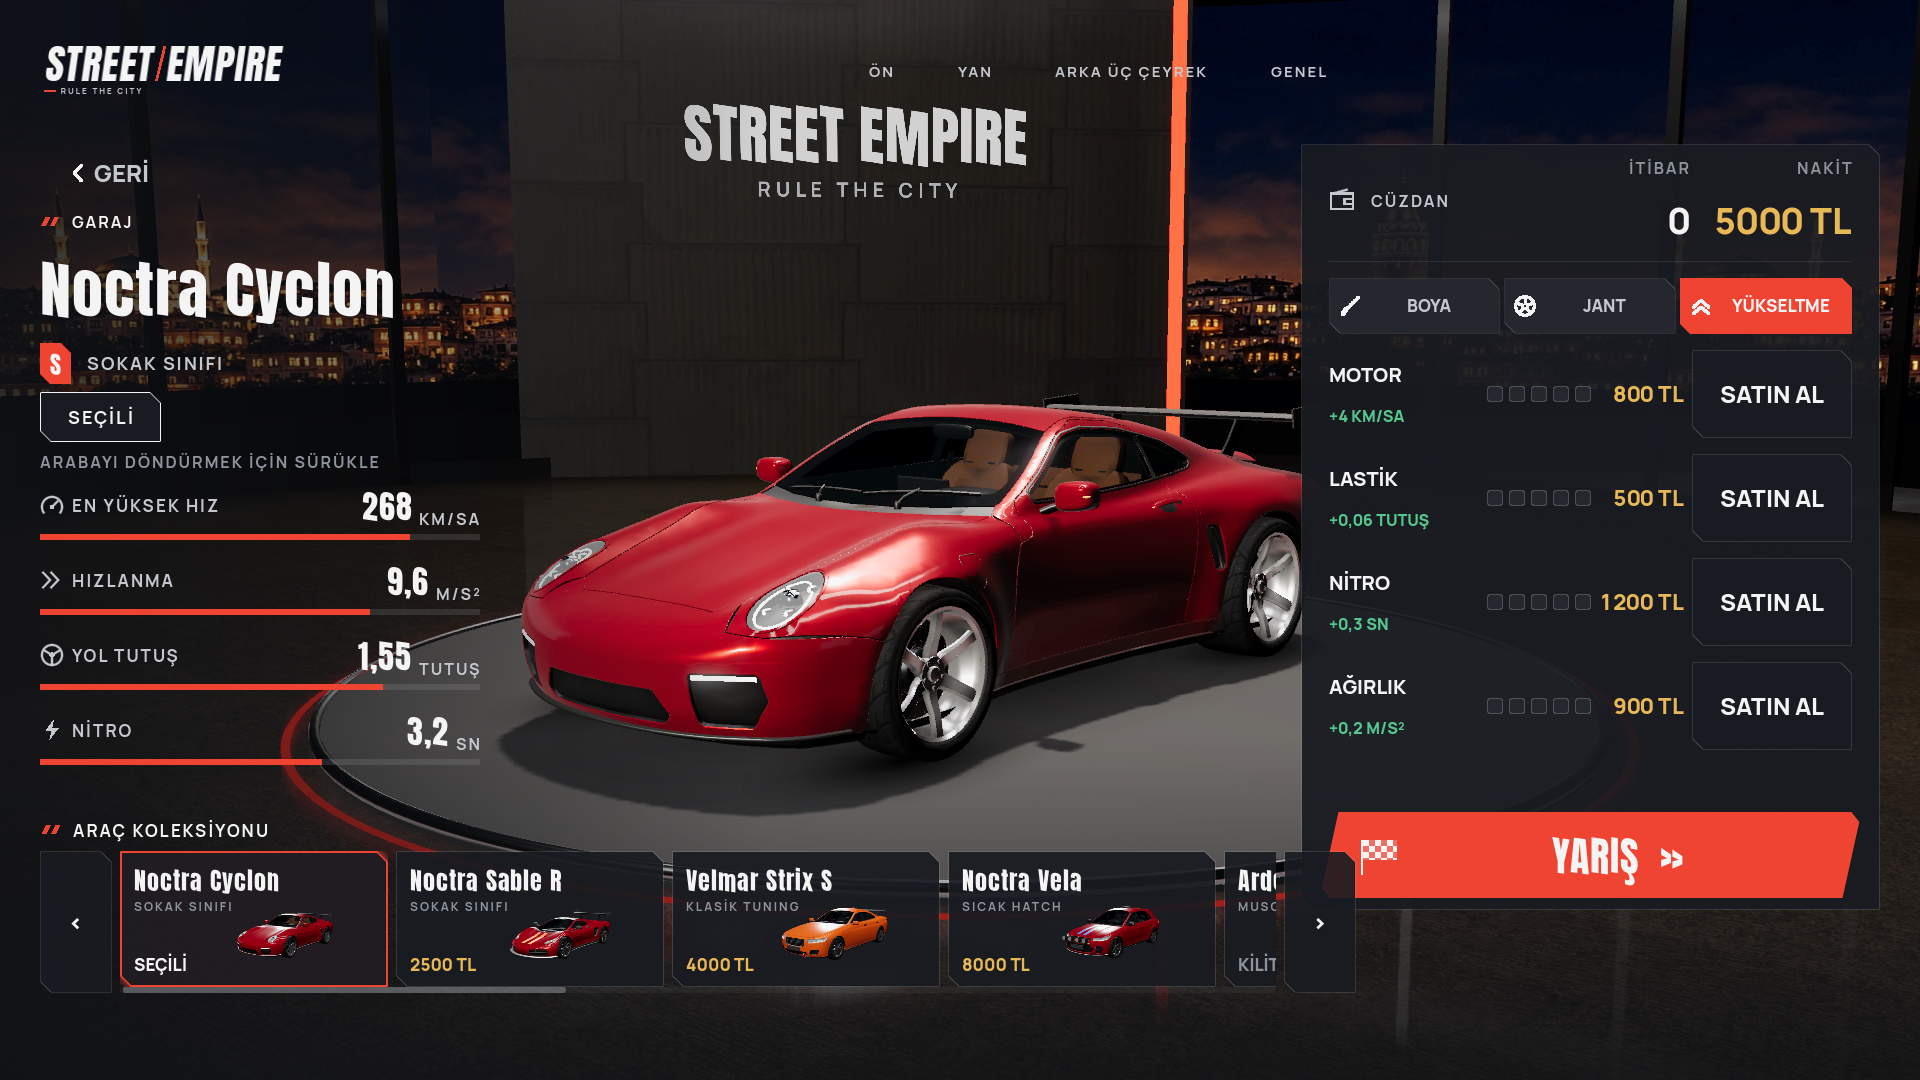 STREET/EMPIRE
RULE THE CITY
ÖN
YAN
ARKA ÜÇ ÇEYREK
GENEL
STREET EMPIRE
RULE THE CITY
GERİ
GARAJ
Noctra Cyclon
S SOKAK SINIFI
SEÇİLİ
ARABAYI DÖNDÜRMEK İÇİN SÜRÜKLE
EN YÜKSEK HIZ 268 KM/SA
HIZLANMA 9,6 M/S²
YOL TUTUŞ 1,55 TUTUŞ
NİTRO 3,2 SN
İTİBAR NAKİT
CÜZDAN 0 5000 TL
BOYA
JANT
YÜKSELTME
MOTOR
+4 KM/SA
800 TL
SATIN AL
LASTİK
+0,06 TUTUŞ
500 TL
SATIN AL
NİTRO
+0,3 SN
1200 TL
SATIN AL
AĞIRLIK
+0,2 M/S²
900 TL
SATIN AL
YARIŞ
ARAÇ KOLEKSİYONU
Noctra Cyclon
SOKAK SINIFI
SEÇİLİ
Noctra Sable R
SOKAK SINIFI
2500 TL
Velmar Strix S
KLASİK TUNING
4000 TL
Noctra Vela
SICAK HATCH
8000 TL